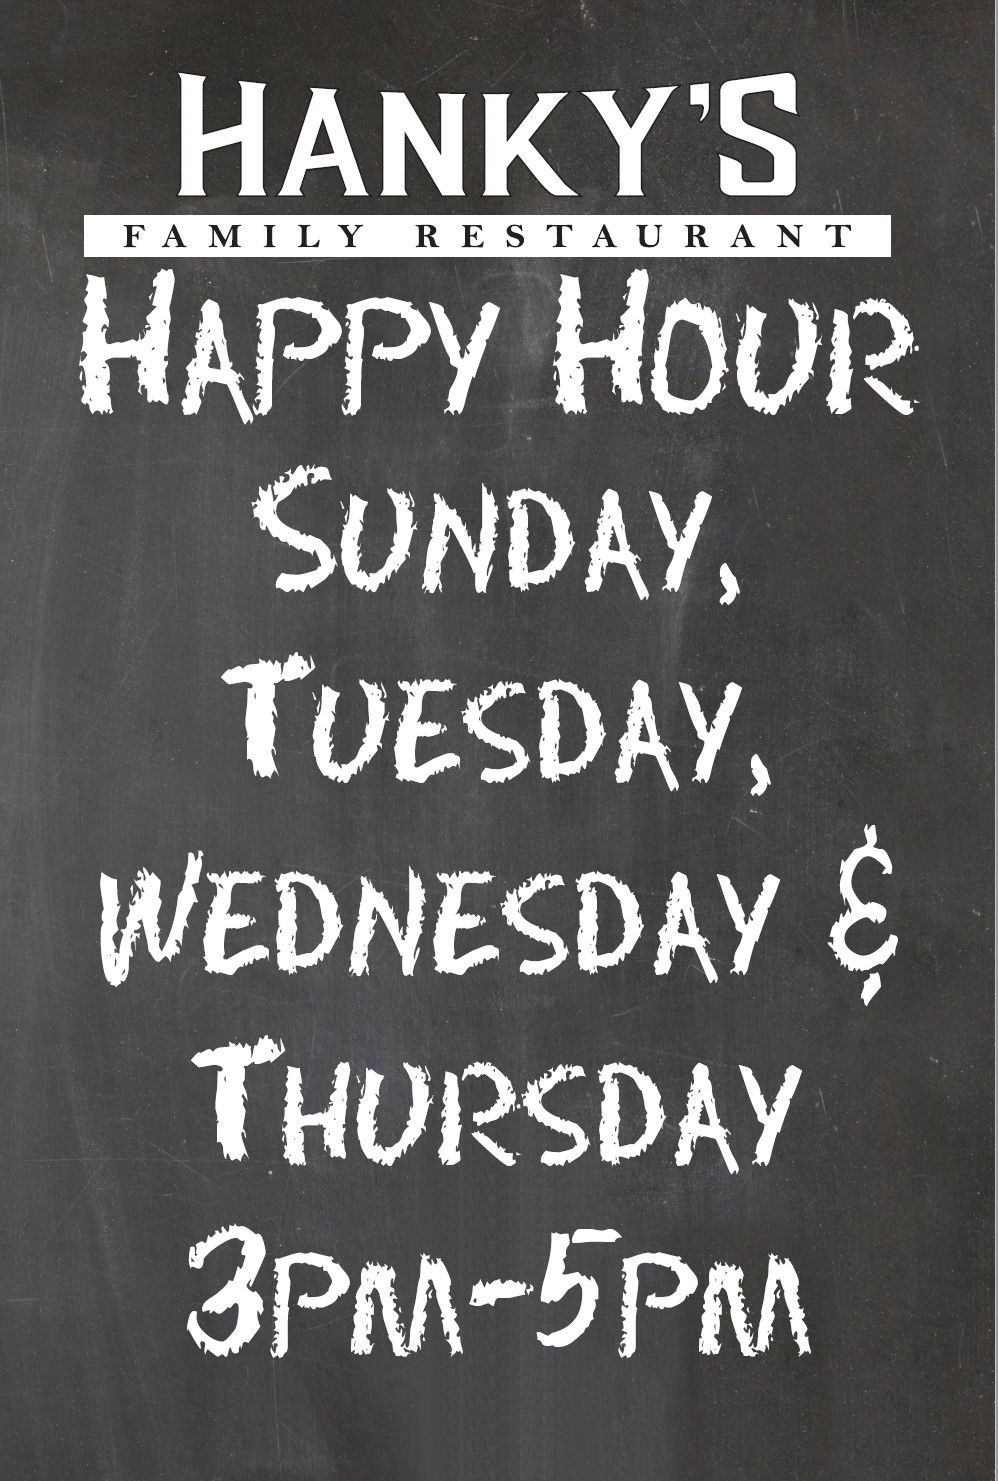 HANKY'S
FAMILY RESTAURANT
HAPPY HOUR
SUNDAY,
TUESDAY,
WEDNESDAY &
THURSDAY
3PM-5PM